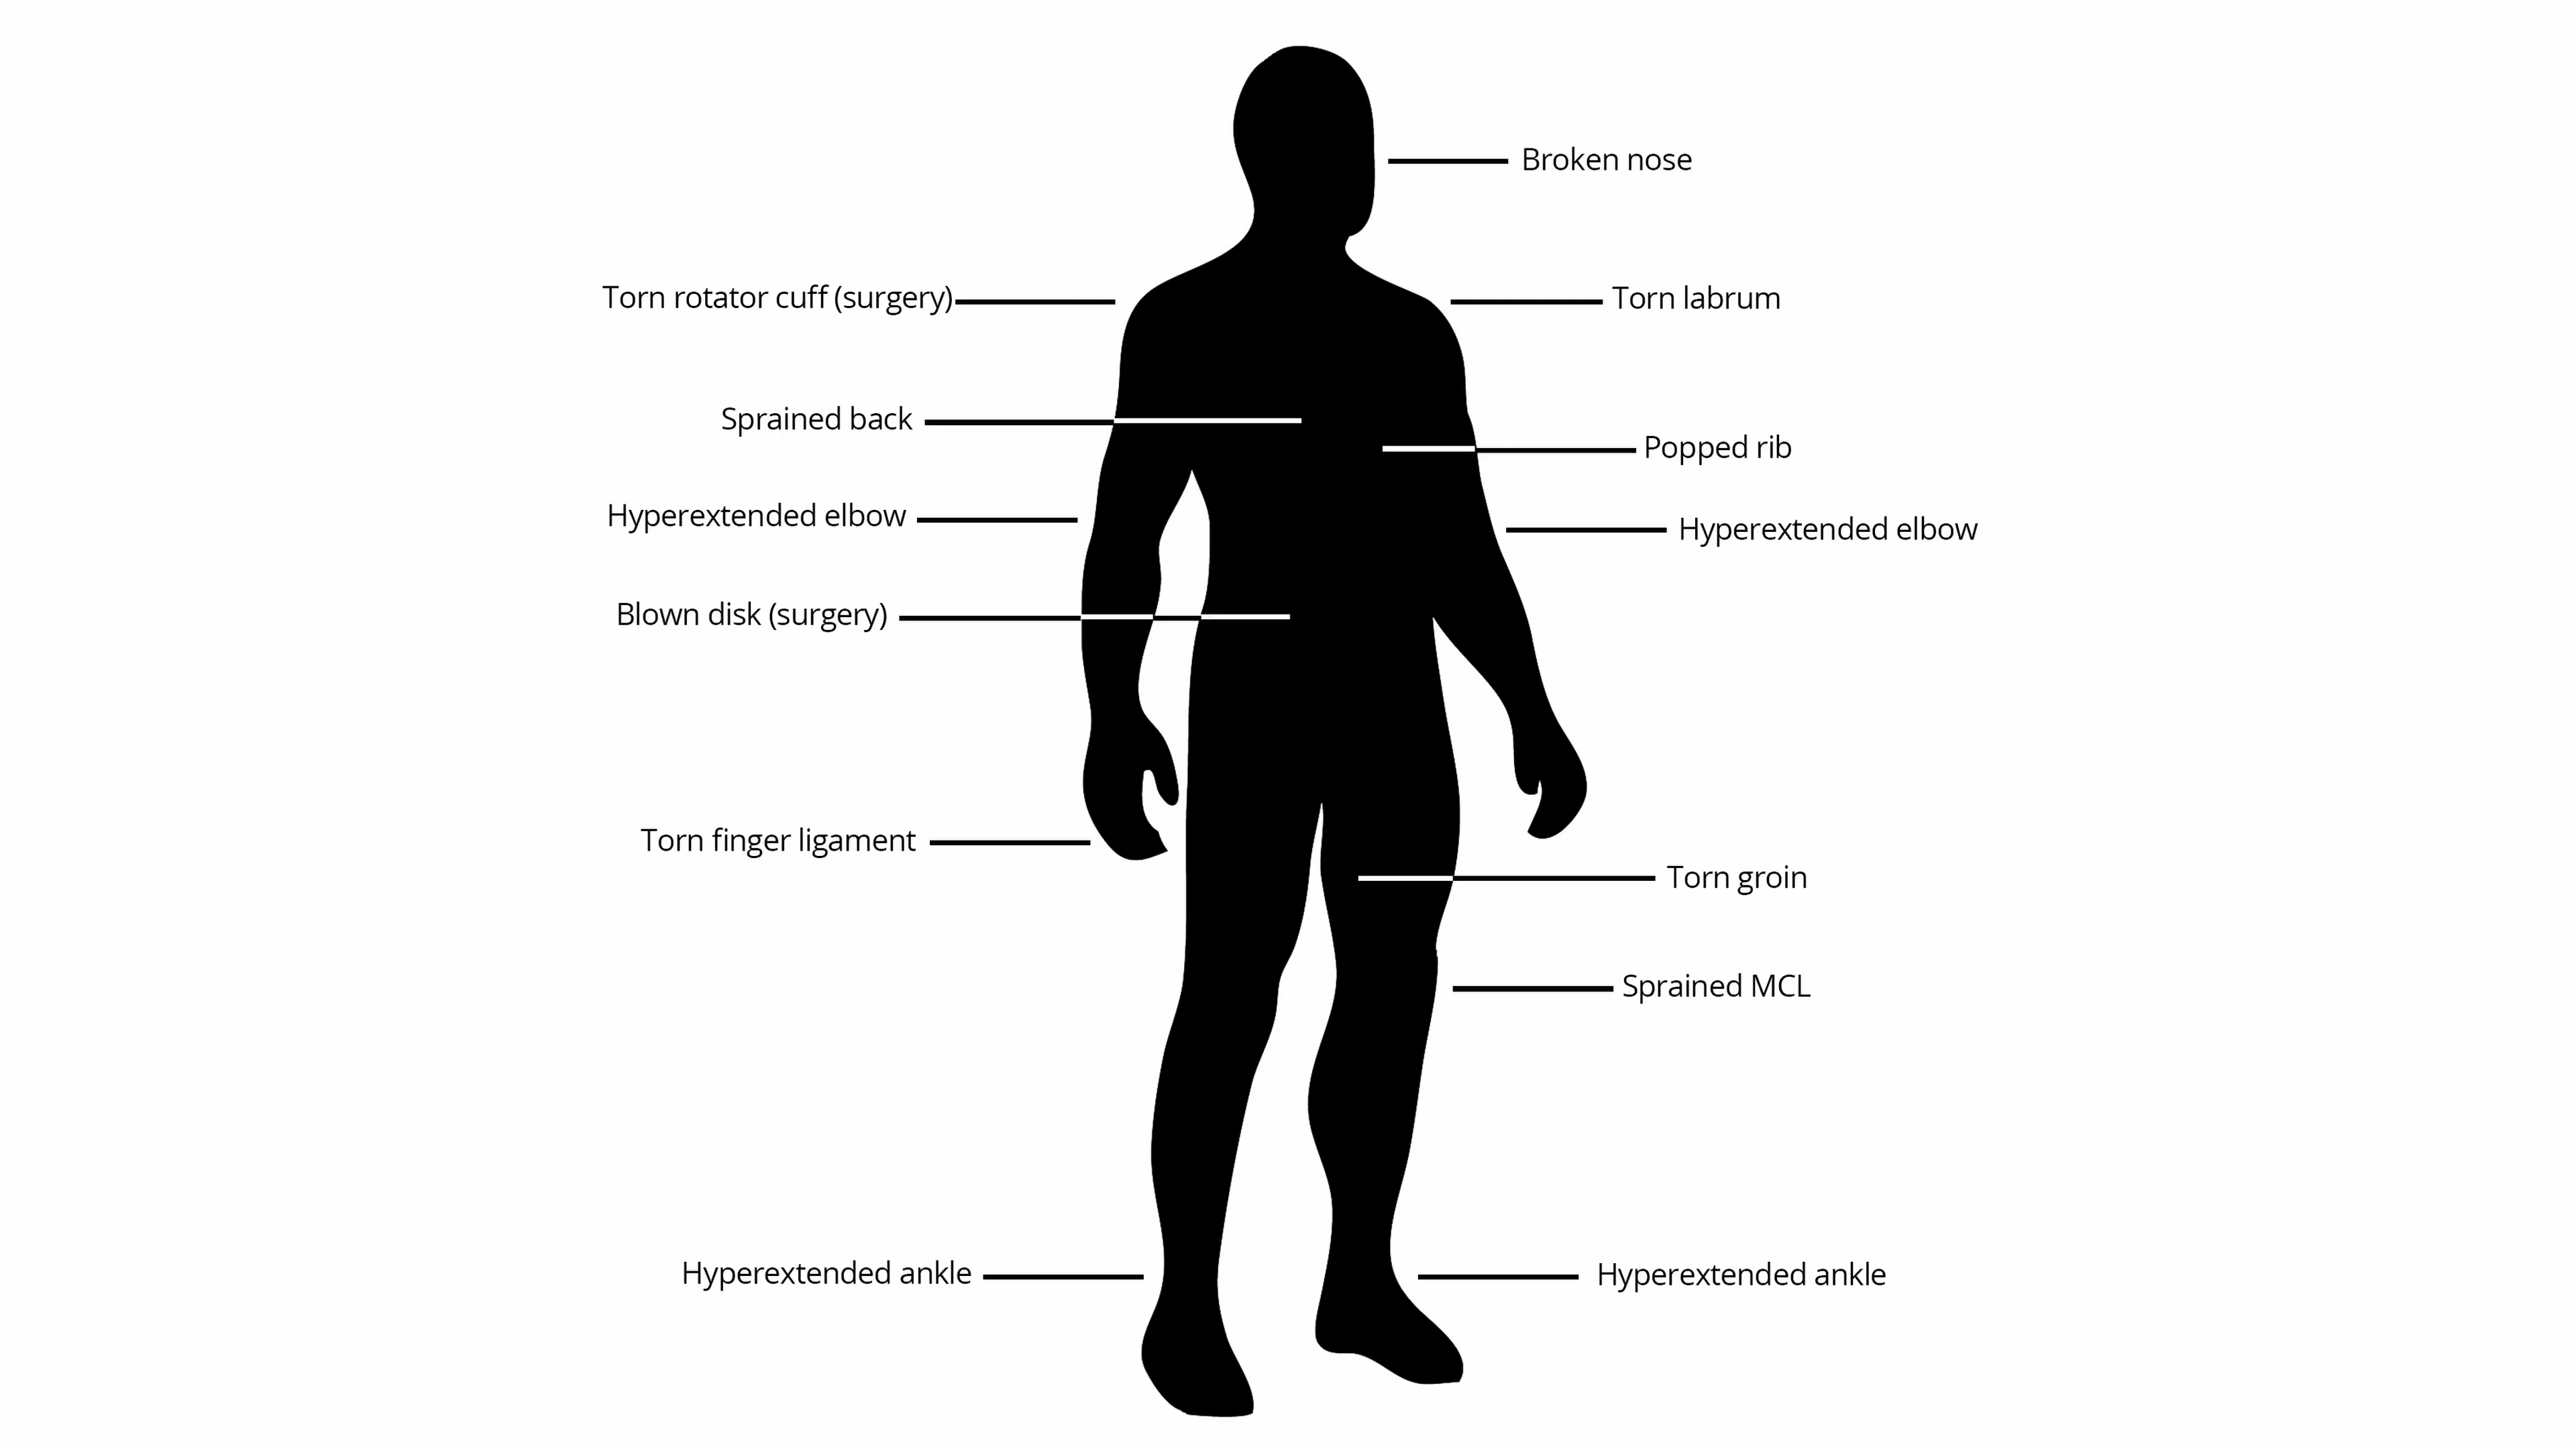 Broken nose
Torn rotator cuff (surgery)
Torn labrum
Sprained back
Popped rib
Hyperextended elbow
Hyperextended elbow
Blown disk (surgery)
Torn finger ligament
Torn groin
Sprained MCL
Hyperextended ankle
Hyperextended ankle